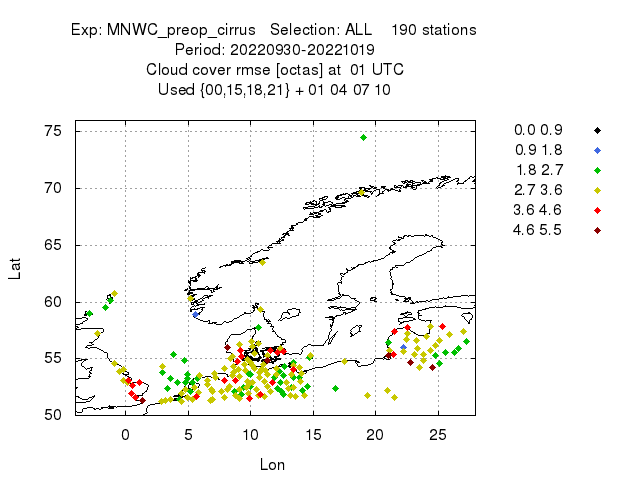 Exp: MNWC_preop_cirrus   Selection: ALL    190 stations
Period: 20220930-20221019
Cloud cover rmse [octas] at  01 UTC
Used {00,15,18,21} + 01 04 07 10
75
70
65
60
55
50
Lat
0 5 10 15 20 25
Lon
0.0 0.9
0.9 1.8
1.8 2.7
2.7 3.6
3.6 4.6
4.6 5.5